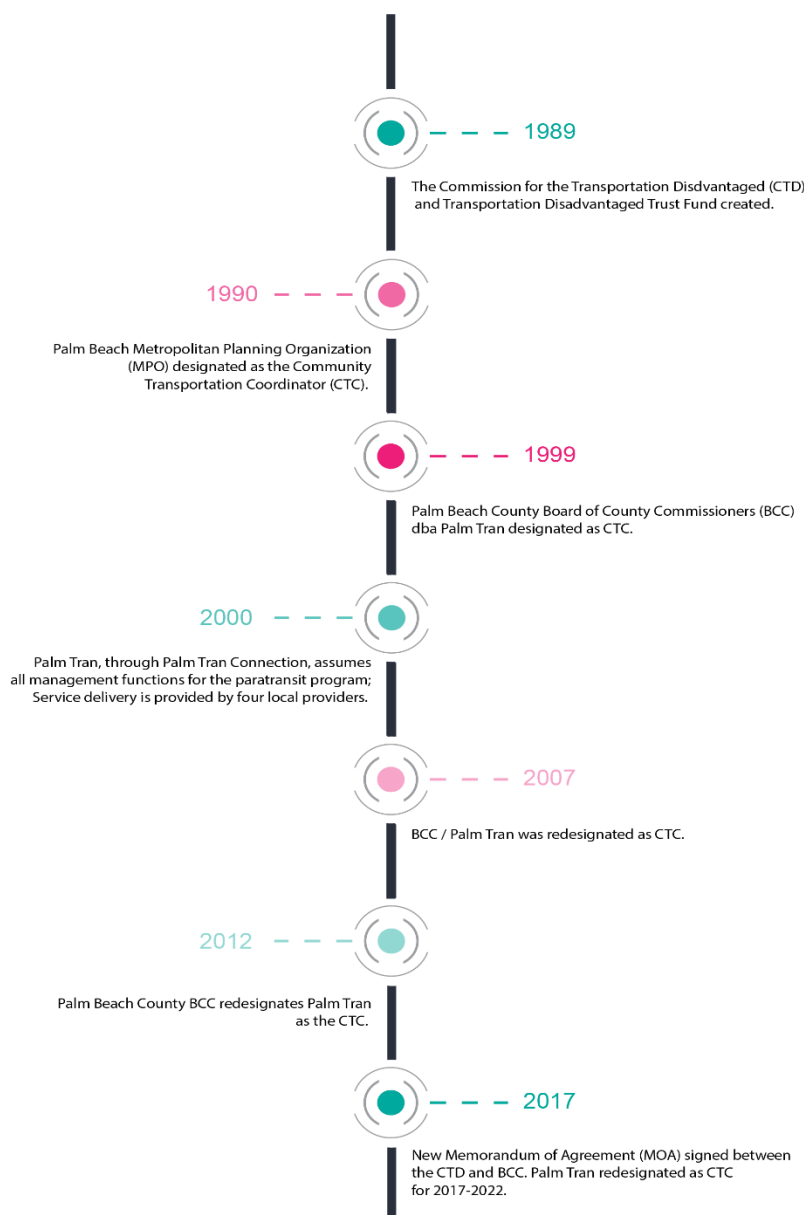 1989
The Commission for the Transportation Disdvantaged (CTD)
and Transportation Disadvantaged Trust Fund created.
1990
Palm Beach Metropolitan Planning Organization
(MPO) designated as the Community
Transportation Coordinator (CTC).
1999
Palm Beach County Board of County Commissioners (BCC)
dba Palm Tran designated as CTC.
2000
Palm Tran, through Palm Tran Connection, assumes
all management functions for the paratransit program;
Service delivery is provided by four local providers.
2007
BCC / Palm Tran was redesignated as CTC.
2012
Palm Beach County BCC redesignates Palm Tran
as the CTC.
2017
New Memorandum of Agreement (MOA) signed between
the CTD and BCC. Palm Tran redesignated as CTC
for 2017-2022.